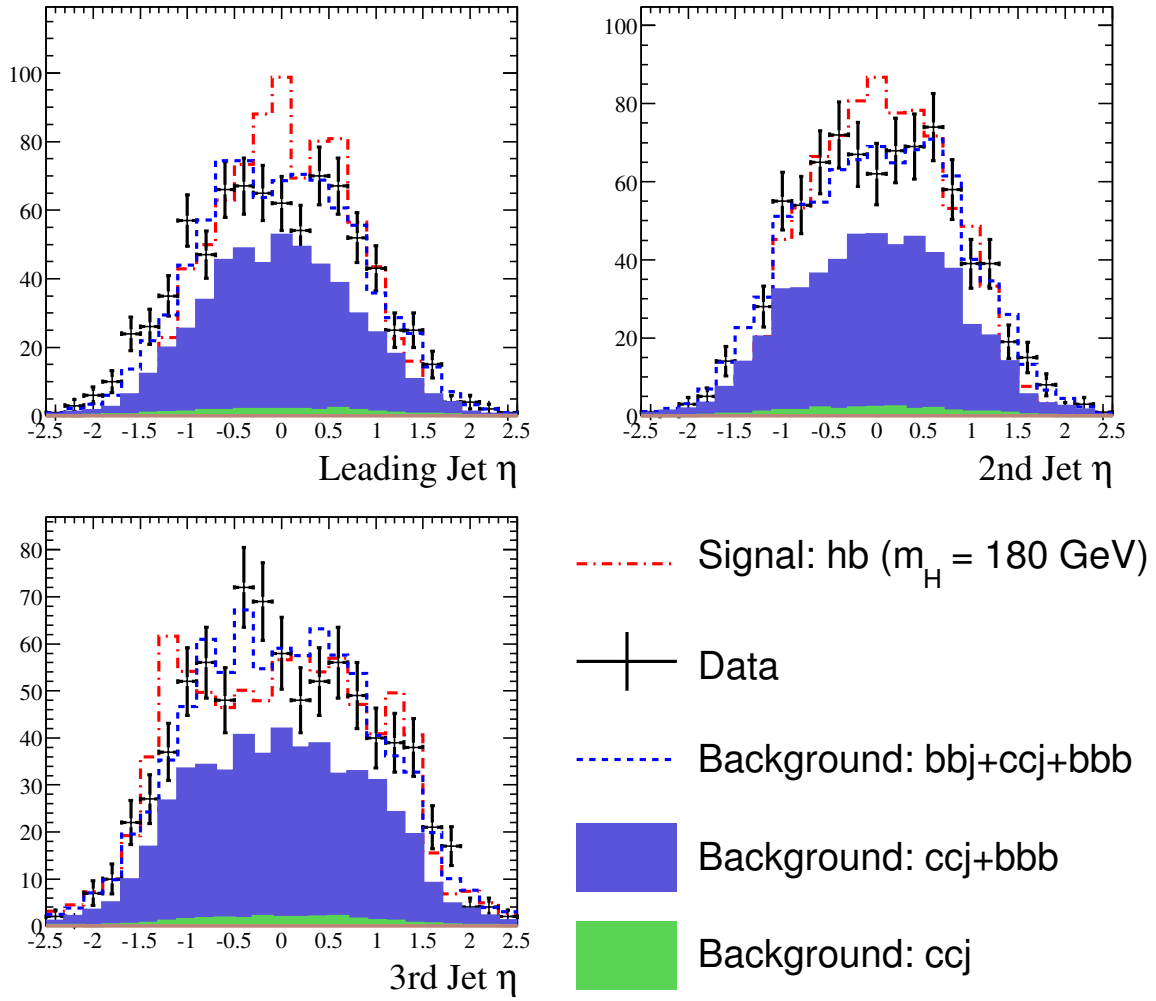 100
80
60
40
20
0
-2.5 -2 -1.5 -1 -0.5 0 0.5 1 1.5 2 2.5
Leading Jet η
100
80
60
40
20
0
-2.5 -2 -1.5 -1 -0.5 0 0.5 1 1.5 2 2.5
2nd Jet η
80
70
60
50
40
30
20
10
0
-2.5 -2 -1.5 -1 -0.5 0 0.5 1 1.5 2 2.5
3rd Jet η
Signal: hb (m_H = 180 GeV)
Data
Background: bbj+ccj+bbb
Background: ccj+bbb
Background: ccj